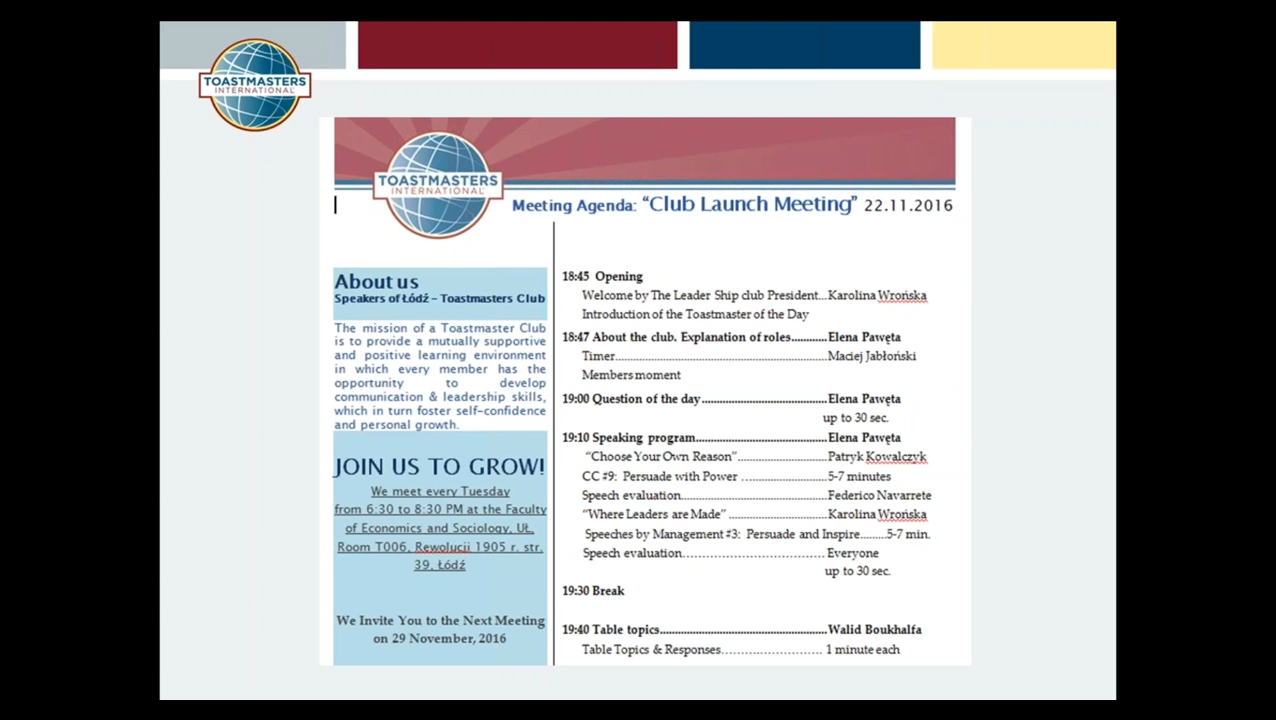 TOASTMASTERS
INTERNATIONAL
TOASTMASTERS
INTERNATIONAL
Meeting Agenda: “Club Launch Meeting” 22.11.2016
About us
Speakers of Łódź – Toastmasters Club
The mission of a Toastmaster Club
is to provide a mutually supportive
and positive learning environment
in which every member has the
opportunity to develop
communication & leadership skills,
which in turn foster self-confidence
and personal growth.
JOIN US TO GROW!
We meet every Tuesday
from 6:30 to 8:30 PM at the Faculty
of Economics and Sociology, UŁ,
Room T006, Rewolucji 1905 r. str.
39, Łódź
We Invite You to the Next Meeting
on 29 November, 2016
18:45 Opening
Welcome by The Leader Ship club President...Karolina Wrońska
Introduction of the Toastmaster of the Day
18:47 About the club. Explanation of roles...........Elena Pawęta
Timer.................................................................Maciej Jabłoński
Members moment
19:00 Question of the day......................................Elena Pawęta
up to 30 sec.
19:10 Speaking program........................................Elena Pawęta
“Choose Your Own Reason”...........................Patryk Kowalczyk
CC #9: Persuade with Power ….......................5-7 minutes
Speech evaluation............................................Federico Navarrete
“Where Leaders are Made” .............................Karolina Wrońska
Speeches by Management #3: Persuade and Inspire.........5-7 min.
Speech evaluation………………………………. Everyone
up to 30 sec.
19:30 Break
19:40 Table topics...................................................Walid Boukhalfa
Table Topics & Responses……………………. 1 minute each